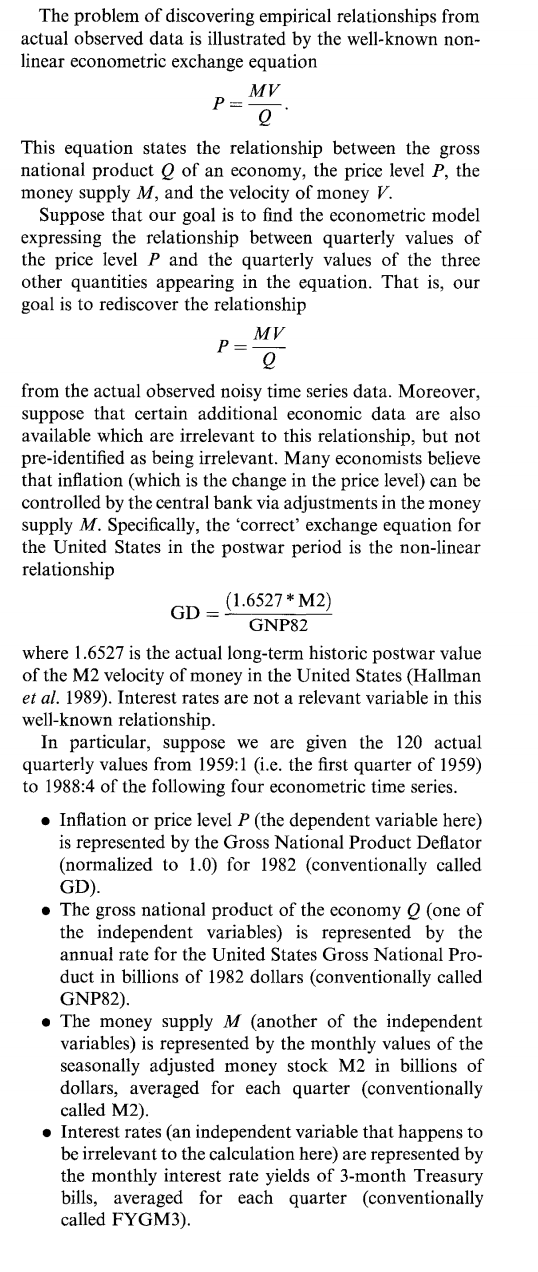 The problem of discovering empirical relationships from
actual observed data is illustrated by the well-known non-
linear econometric exchange equation
P = MV / Q .
This equation states the relationship between the gross
national product Q of an economy, the price level P, the
money supply M, and the velocity of money V.
Suppose that our goal is to find the econometric model
expressing the relationship between quarterly values of
the price level P and the quarterly values of the three
other quantities appearing in the equation. That is, our
goal is to rediscover the relationship
P = MV / Q
from the actual observed noisy time series data. Moreover,
suppose that certain additional economic data are also
available which are irrelevant to this relationship, but not
pre-identified as being irrelevant. Many economists believe
that inflation (which is the change in the price level) can be
controlled by the central bank via adjustments in the money
supply M. Specifically, the ‘correct’ exchange equation for
the United States in the postwar period is the non-linear
relationship
GD = (1.6527 * M2) / GNP82
where 1.6527 is the actual long-term historic postwar value
of the M2 velocity of money in the United States (Hallman
et al. 1989). Interest rates are not a relevant variable in this
well-known relationship.
In particular, suppose we are given the 120 actual
quarterly values from 1959:1 (i.e. the first quarter of 1959)
to 1988:4 of the following four econometric time series.
• Inflation or price level P (the dependent variable here)
is represented by the Gross National Product Deflator
(normalized to 1.0) for 1982 (conventionally called
GD).
• The gross national product of the economy Q (one of
the independent variables) is represented by the
annual rate for the United States Gross National Pro-
duct in billions of 1982 dollars (conventionally called
GNP82).
• The money supply M (another of the independent
variables) is represented by the monthly values of the
seasonally adjusted money stock M2 in billions of
dollars, averaged for each quarter (conventionally
called M2).
• Interest rates (an independent variable that happens to
be irrelevant to the calculation here) are represented by
the monthly interest rate yields of 3-month Treasury
bills, averaged for each quarter (conventionally
called FYGM3).